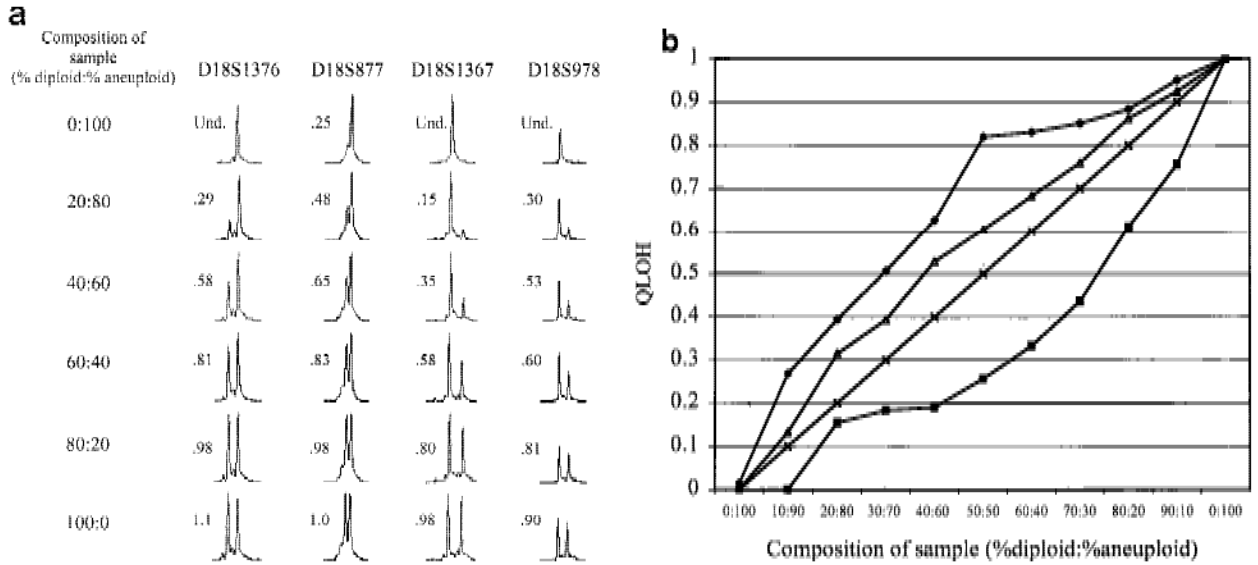 a
Composition of
sample
(% diploid:% aneuploid)
D18S1376
D18S877
D18S1367
D18S978
0:100
Und.
.25
Und.
Und.
20:80
.29
.48
.15
.30
40:60
.58
.65
.35
.53
60:40
.81
.83
.58
.60
80:20
.98
.98
.80
.81
100:0
1.1
1.0
.98
.90
b
1
0.9
0.8
0.7
0.6
0.5
0.4
0.3
0.2
0.1
0
QLOH
0:100 10:90 20:80 30:70 40:60 50:50 60:40 70:30 80:20 90:10 0:100
Composition of sample (%diploid:%aneuploid)